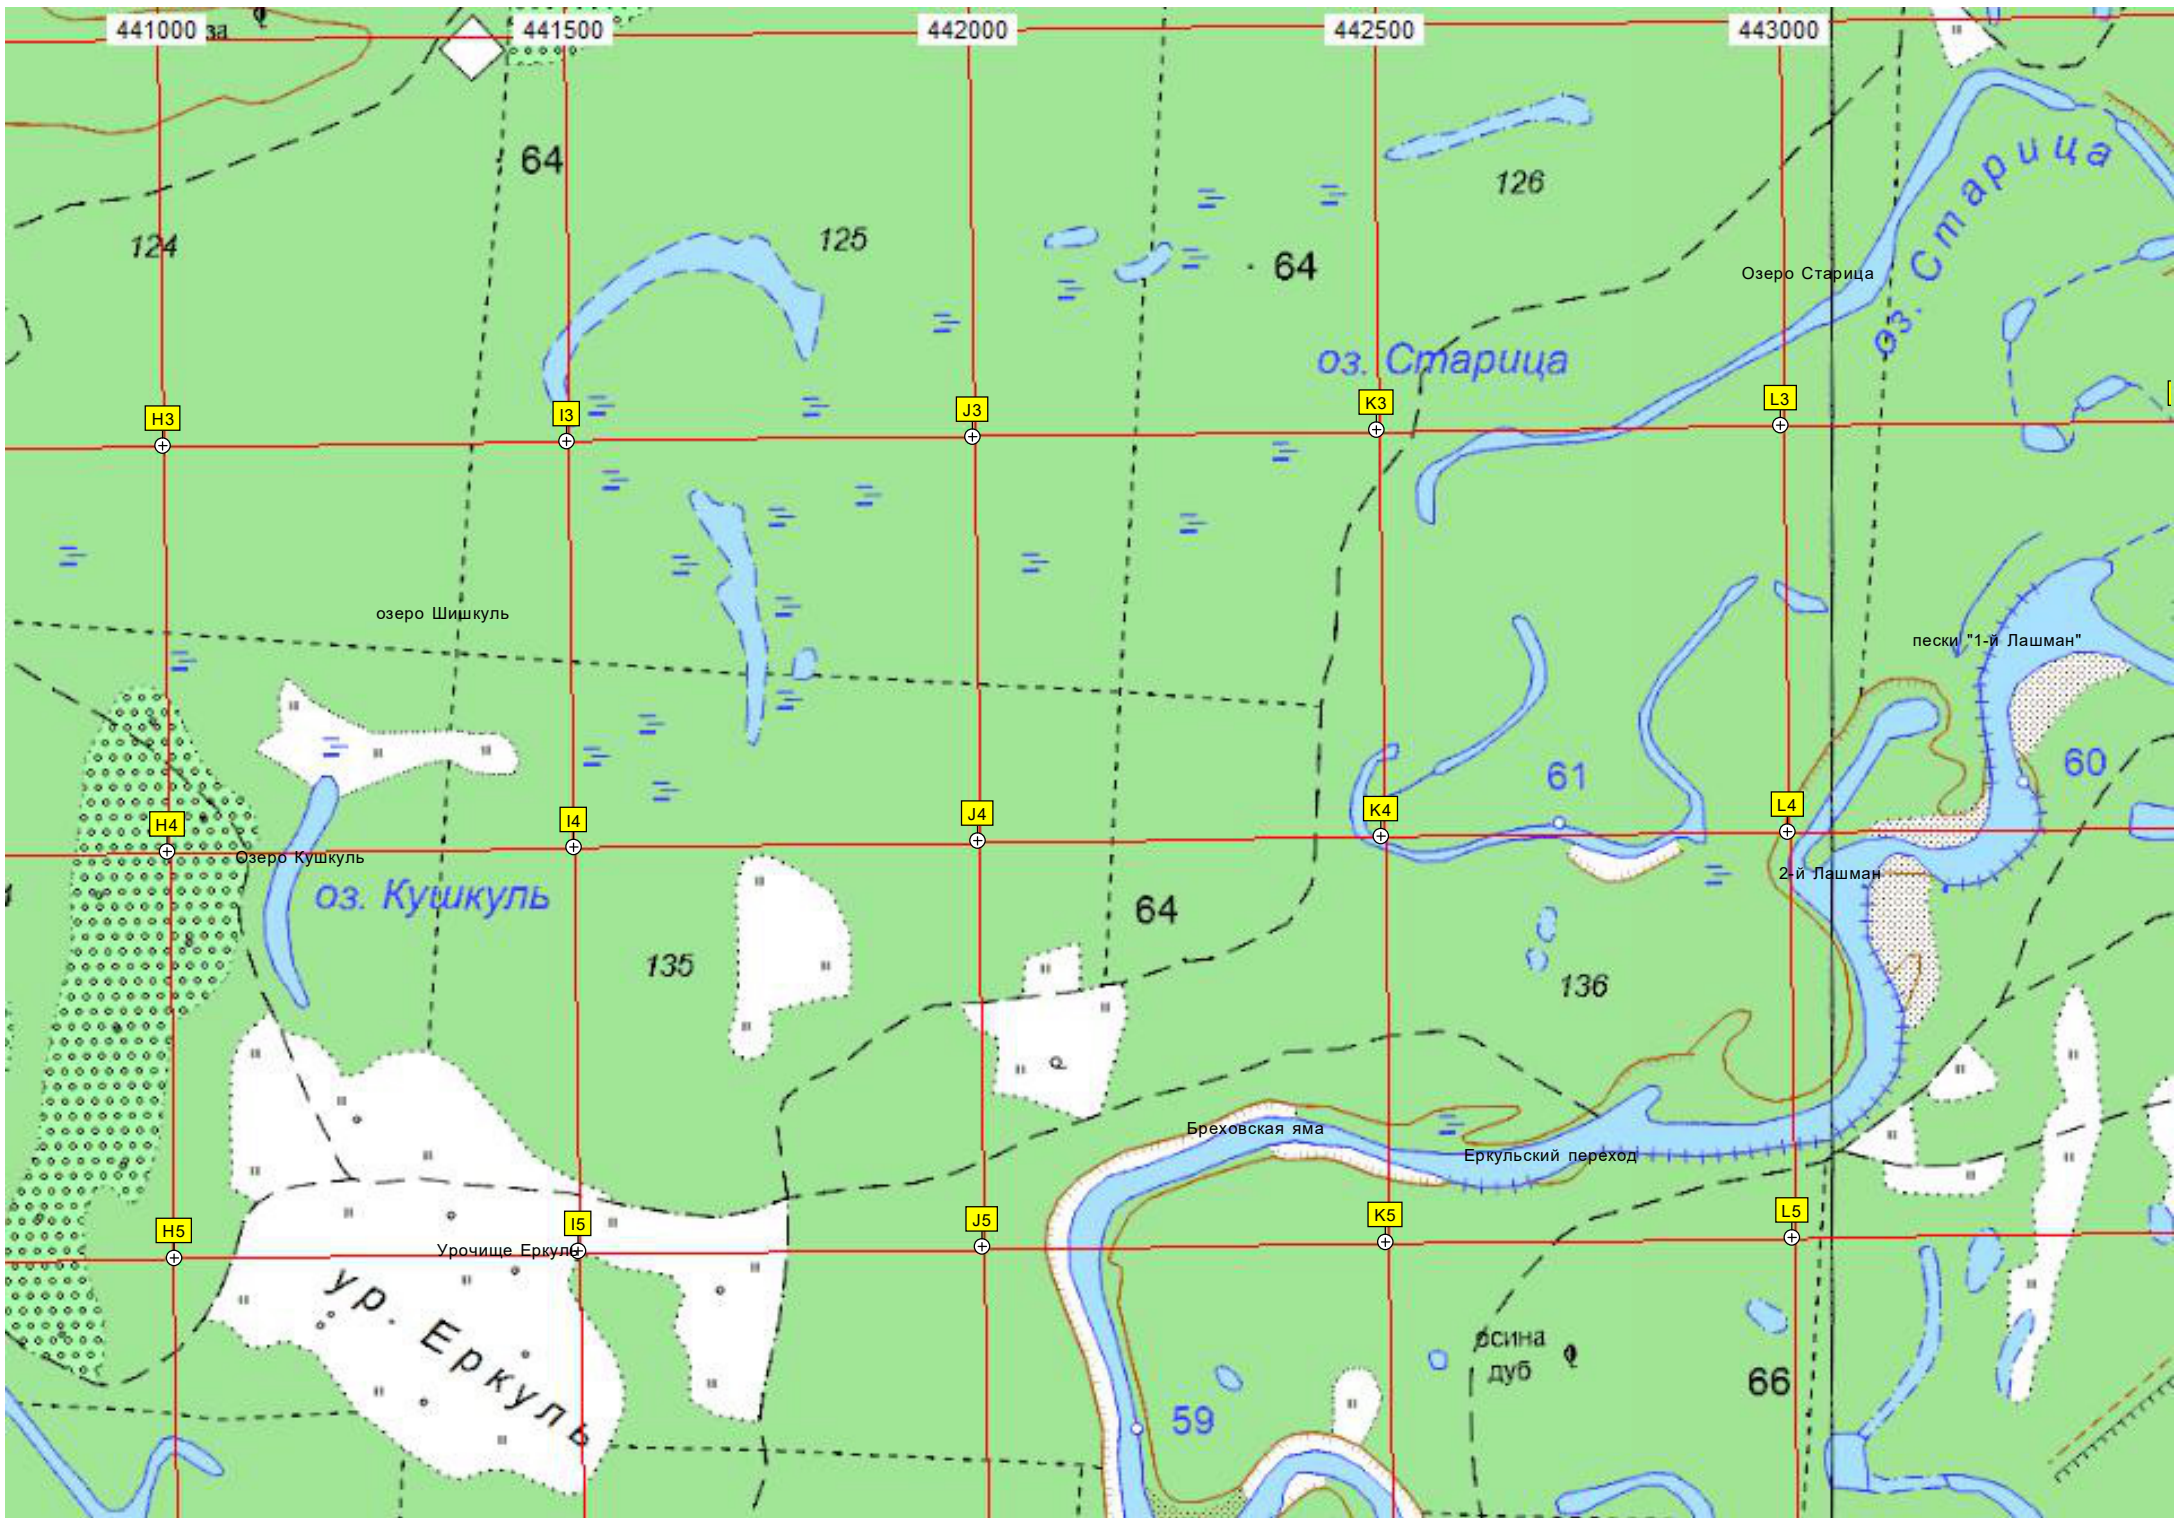 441000
за
441500
442000
442500
443000
64
124
125
126
64
оз. Старица
Озеро Старица
оз. Старица
H3
I3
J3
K3
L3
озеро Шишкуль
пески "1-й Лашман"
61
60
H4
I4
J4
K4
L4
Озеро Кушкуль
оз. Кушкуль
2-й Лашман
64
135
136
Бреховская яма
Еркульский переход
H5
I5
J5
K5
L5
Урочище Еркуль
ур. Еркуль
осина
дуб
66
59